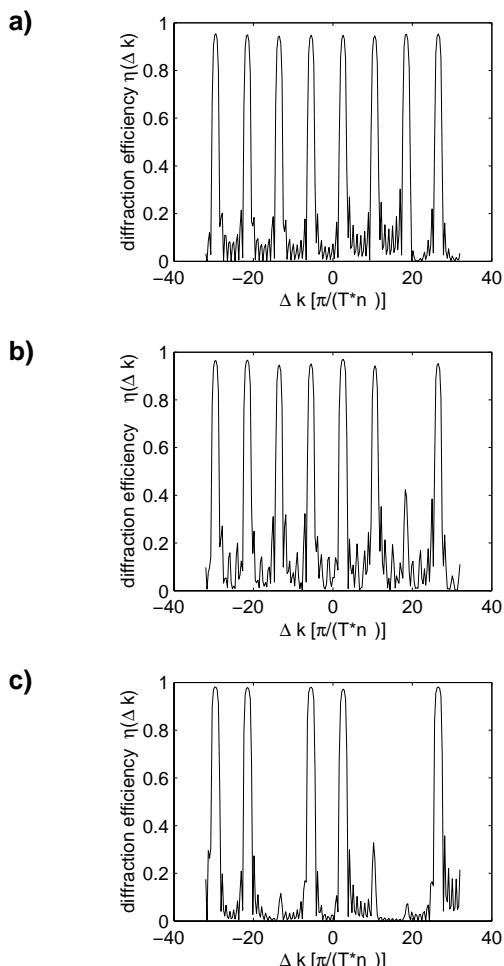 a)
diffraction efficiency η(Δ k)
1
0.8
0.6
0.4
0.2
0
−40 −20 0 20 40
Δ k [π/(T*n )]
b)
diffraction efficiency η(Δ k)
1
0.8
0.6
0.4
0.2
0
−40 −20 0 20 40
Δ k [π/(T*n )]
c)
diffraction efficiency η(Δ k)
1
0.8
0.6
0.4
0.2
0
−40 −20 0 20 40
Δ k [π/(T*n )]